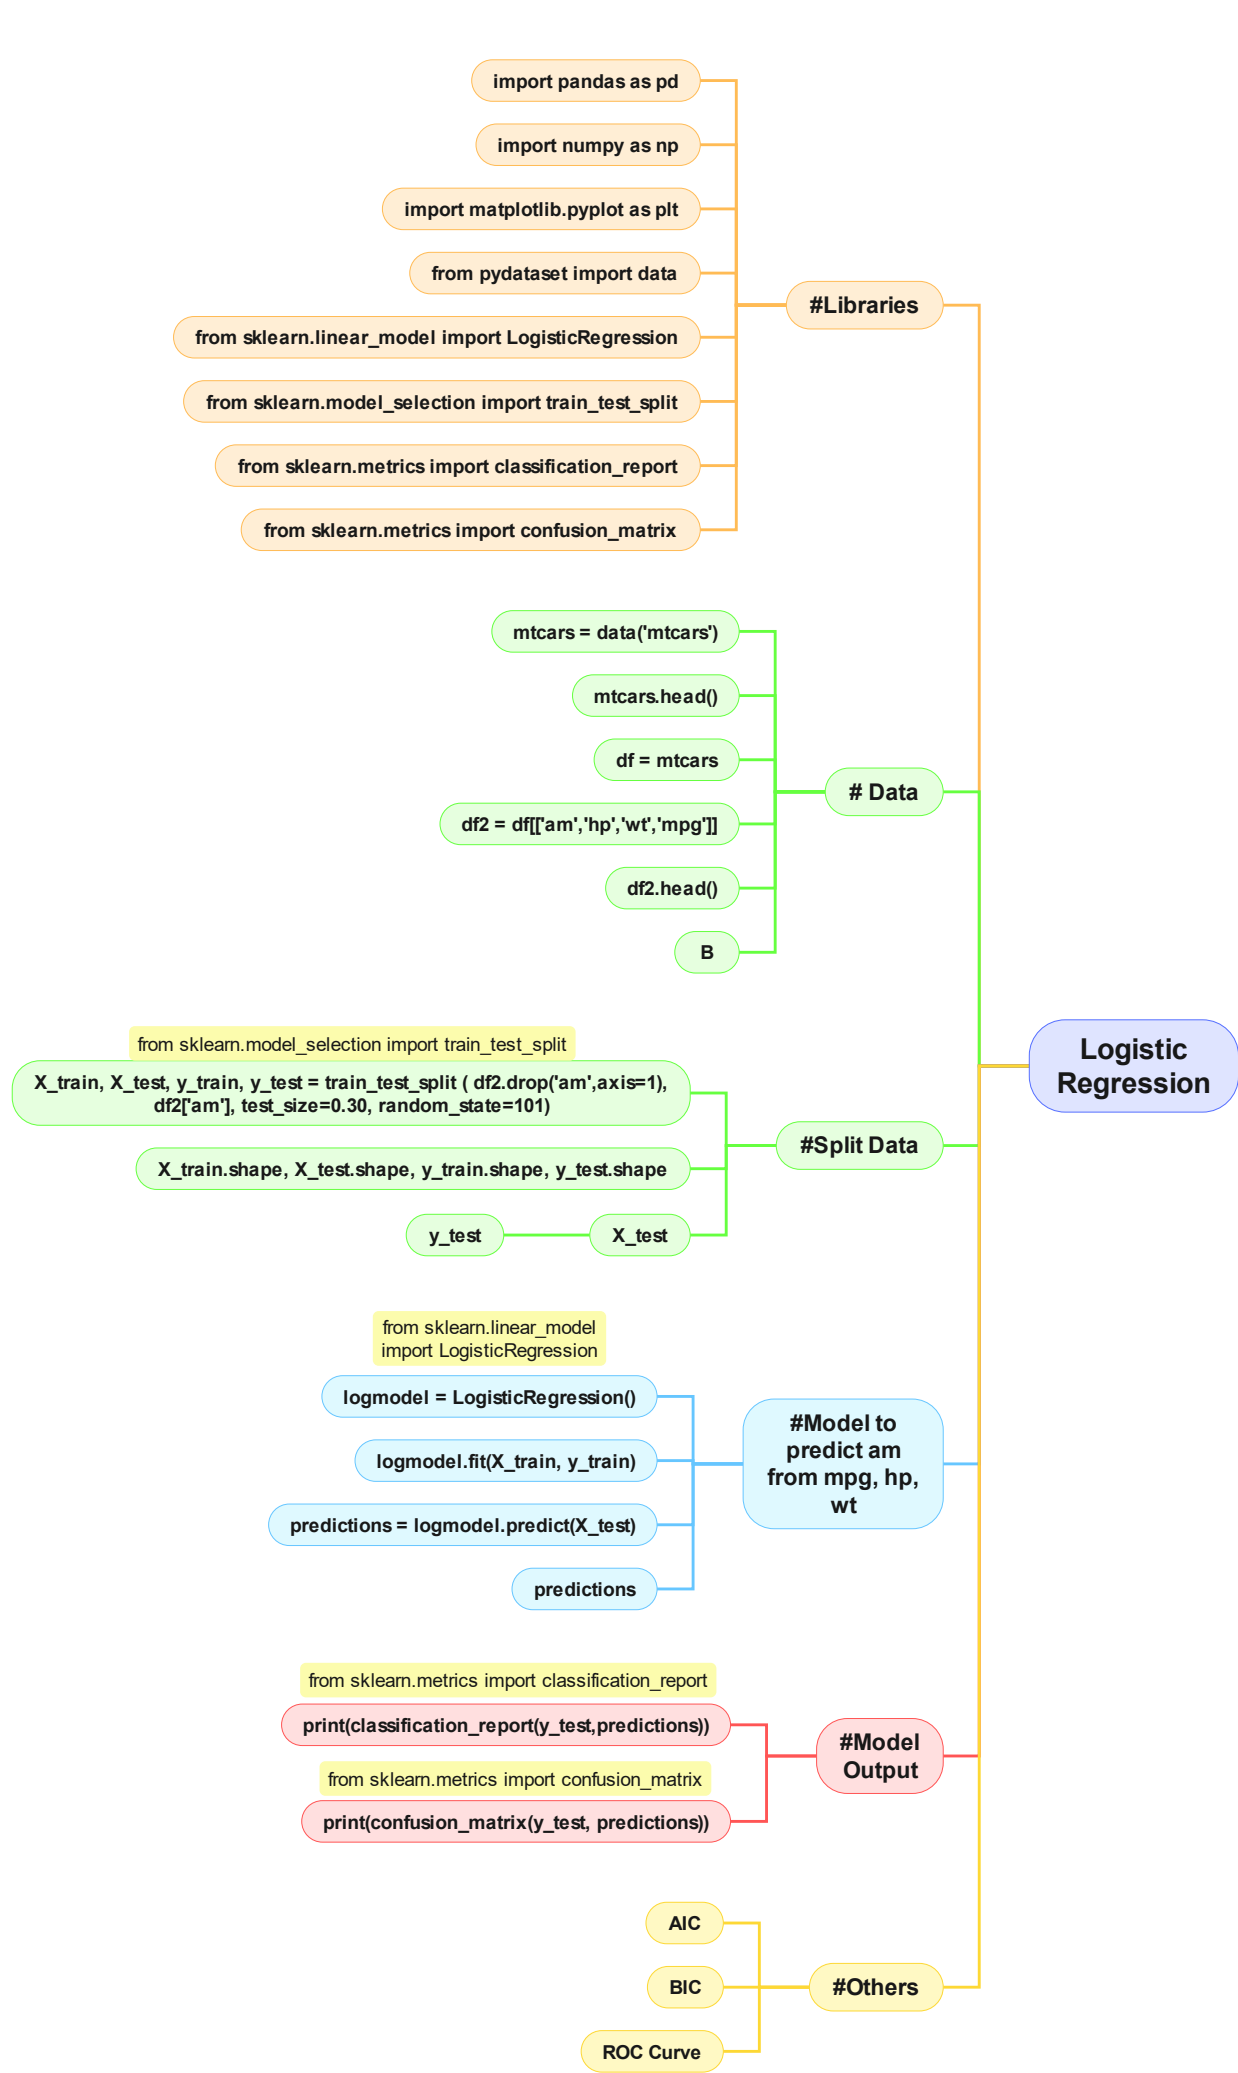 import pandas as pd
import numpy as np
import matplotlib.pyplot as plt
from pydataset import data
#Libraries
from sklearn.linear_model import LogisticRegression
from sklearn.model_selection import train_test_split
from sklearn.metrics import classification_report
from sklearn.metrics import confusion_matrix
mtcars = data('mtcars')
mtcars.head()
df = mtcars
# Data
df2 = df[['am','hp','wt','mpg']]
df2.head()
B
from sklearn.model_selection import train_test_split
X_train, X_test, y_train, y_test = train_test_split ( df2.drop('am',axis=1),
df2['am'], test_size=0.30, random_state=101)
#Split Data
X_train.shape, X_test.shape, y_train.shape, y_test.shape
y_test
X_test
Logistic
Regression
from sklearn.linear_model
import LogisticRegression
logmodel = LogisticRegression()
logmodel.fit(X_train, y_train)
predictions = logmodel.predict(X_test)
predictions
#Model to
predict am
from mpg, hp,
wt
from sklearn.metrics import classification_report
print(classification_report(y_test,predictions))
from sklearn.metrics import confusion_matrix
print(confusion_matrix(y_test, predictions))
#Model
Output
AIC
BIC
ROC Curve
#Others